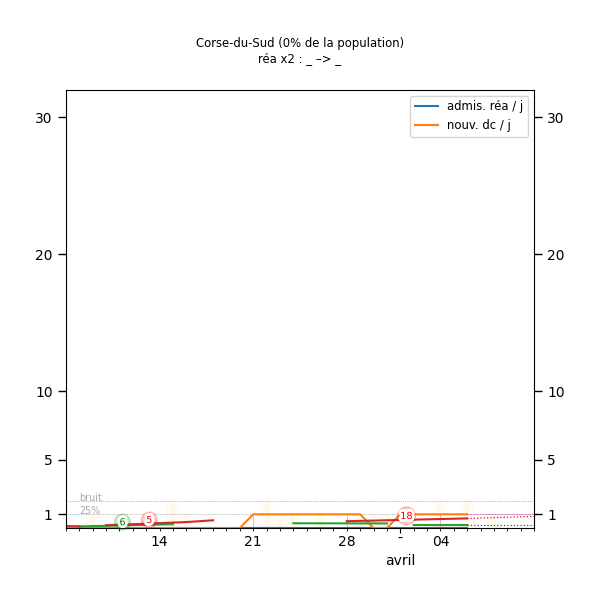 Corse-du-Sud (0% de la population)
réa x2 : _ –> _
admis. réa / j
nouv. dc / j
30 30
20 20
10 10
5 5
bruit
25%
1 1
6 5 18
14 21 28 - 04
avril